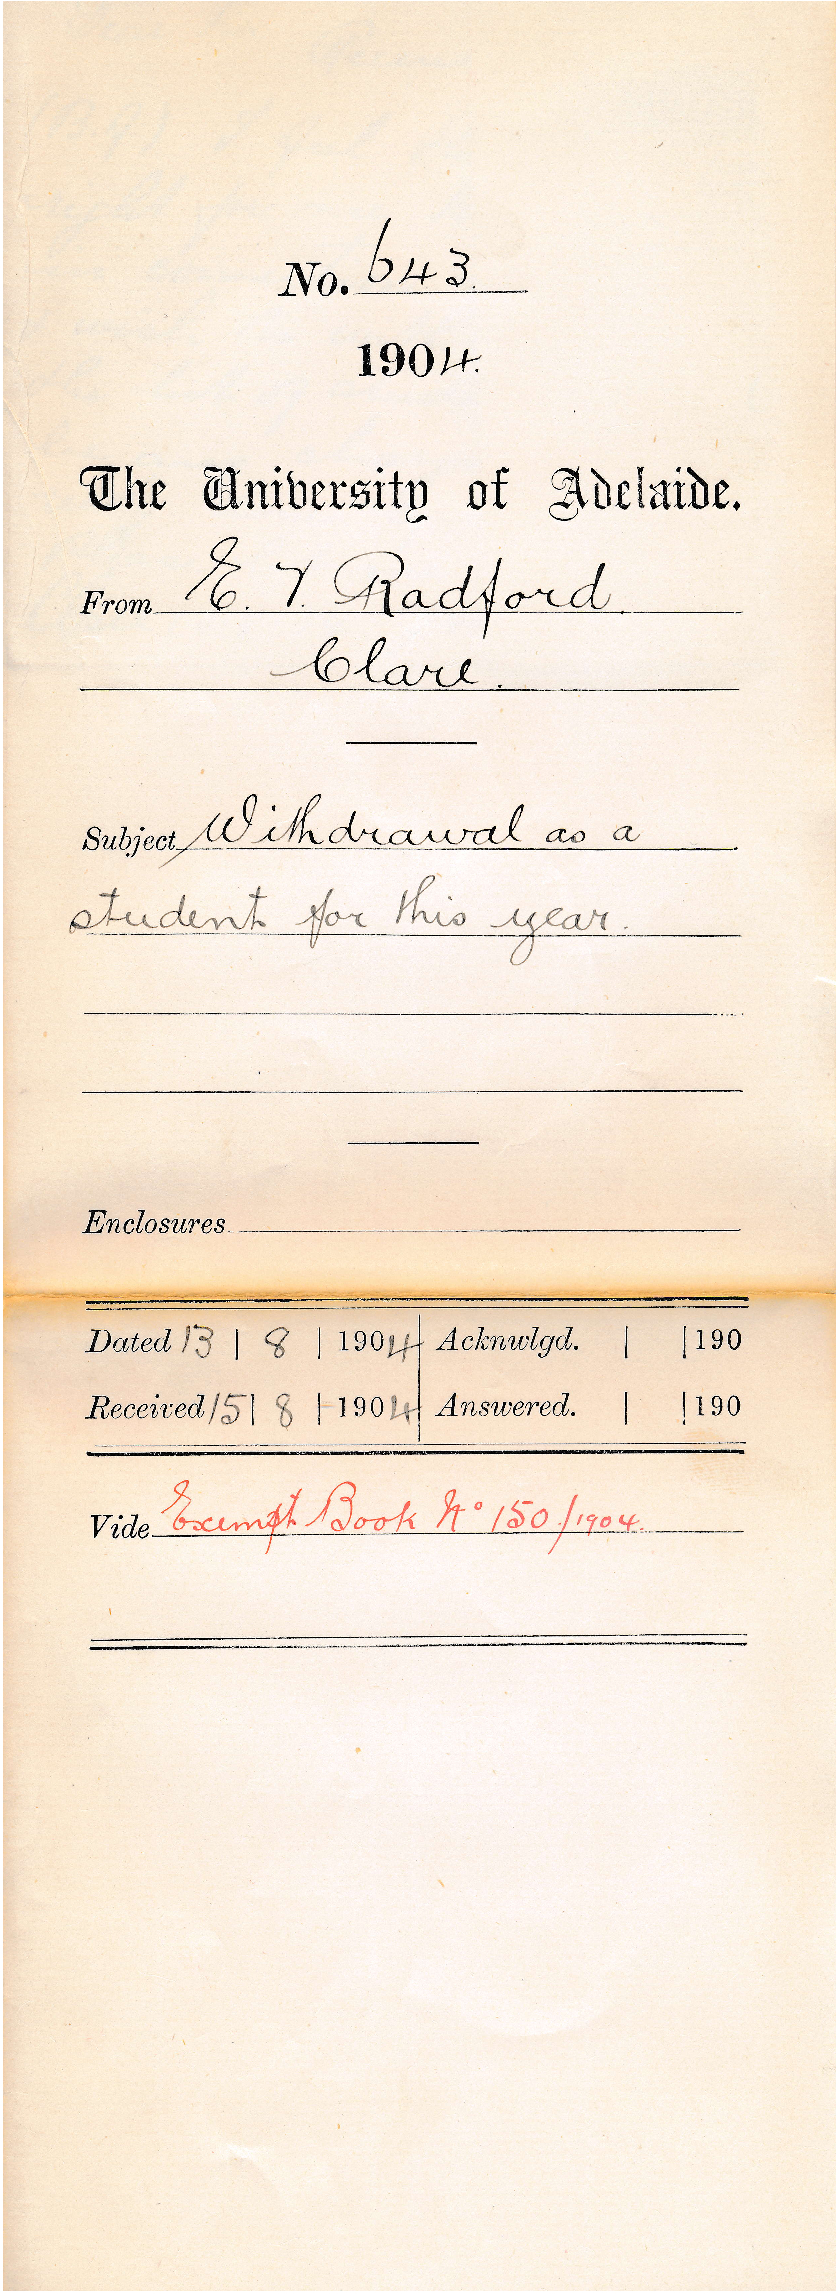 No. 643.
1904.
The University of Adelaide.
From E. T. Radford.
Clare.
Subject Withdrawal as a
student for this year.
Enclosures
Dated 13 | 8 | 1904 Acknwlgd. | | 190
Received 15 | 8 | 1904 Answered. | | 190
Vide Exempt Book No 150/1904.